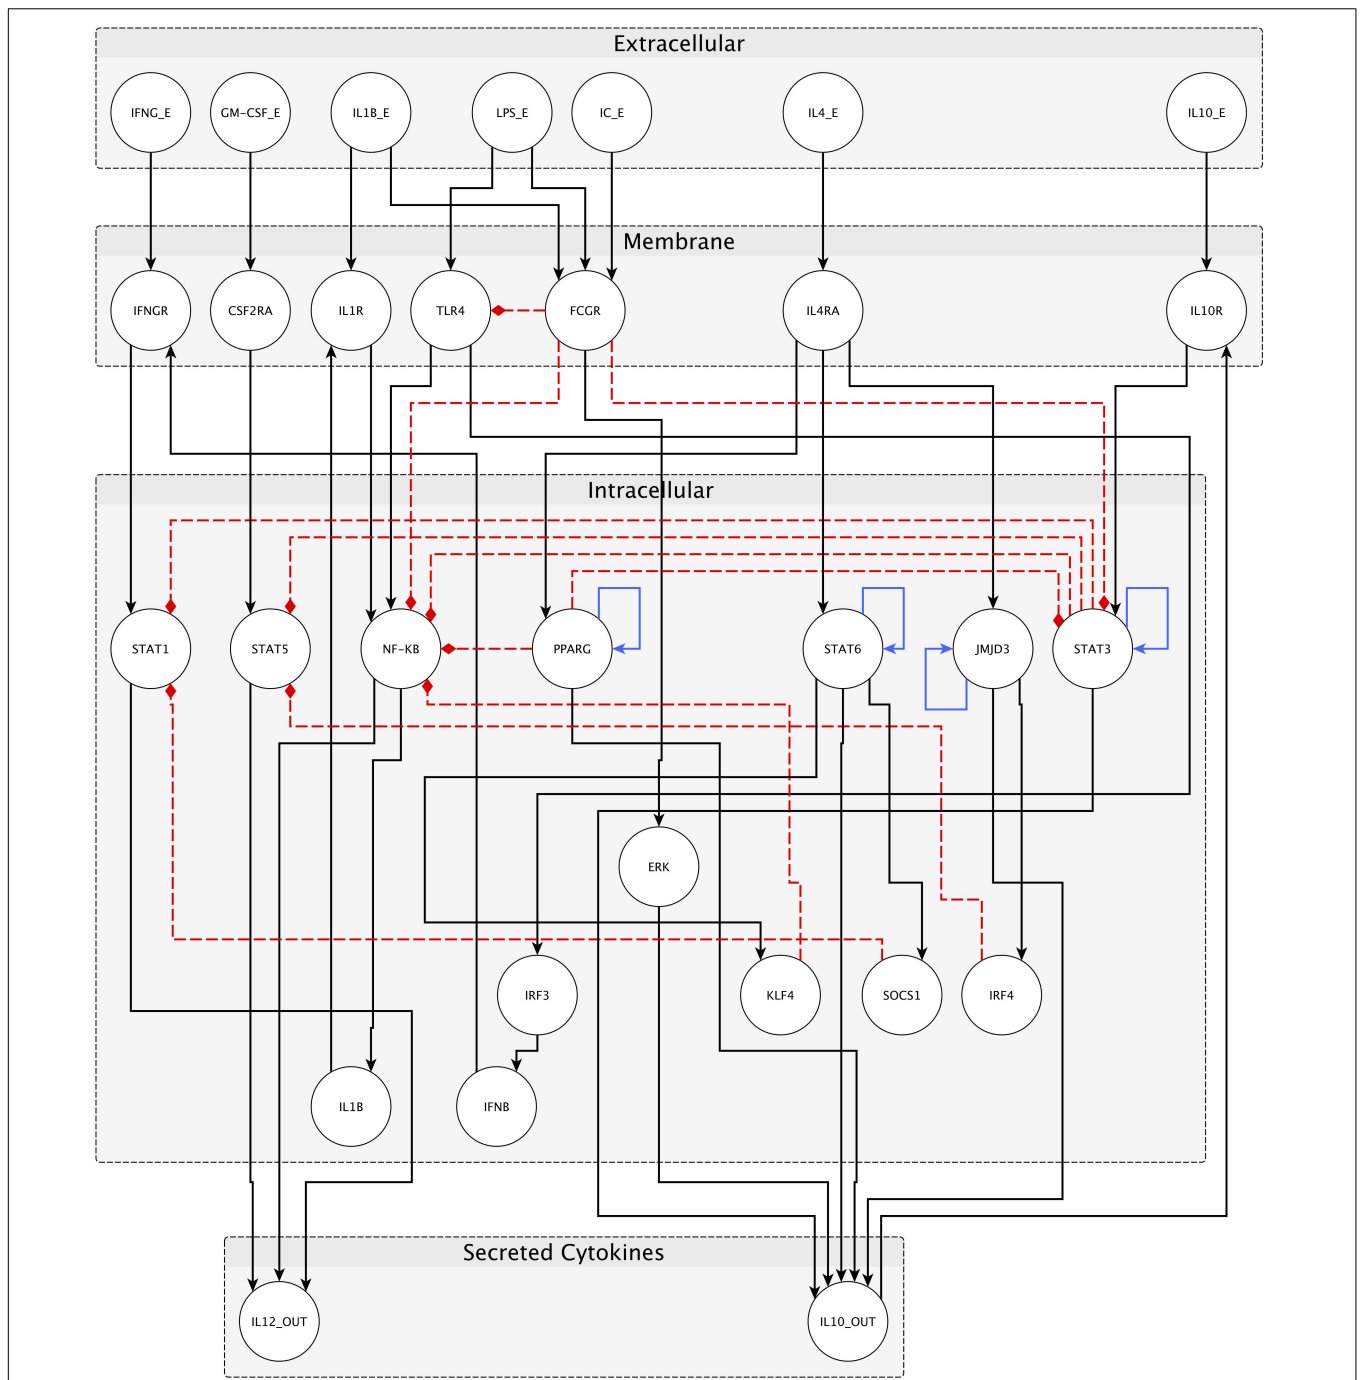 Extracellular
IFNG_E
GM-CSF_E
IL1B_E
LPS_E
IC_E
IL4_E
IL10_E
Membrane
IFNGR
CSF2RA
IL1R
TLR4
FCGR
IL4RA
IL10R
Intracellular
STAT1
STAT5
NF-KB
PPARG
STAT6
JMJD3
STAT3
ERK
IRF3
KLF4
SOCS1
IRF4
IL1B
IFNB
Secreted Cytokines
IL12_OUT
IL10_OUT